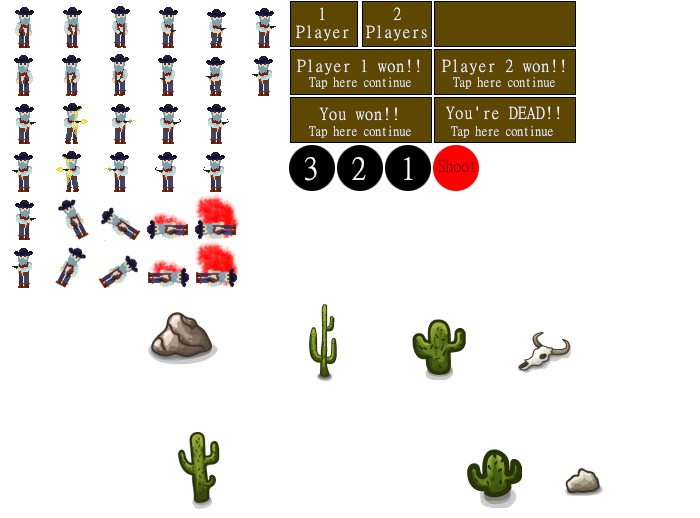 1
Player
2
Players
Player 1 won!!
Tap here continue
Player 2 won!!
Tap here continue
You won!!
Tap here continue
You're DEAD!!
Tap here continue
3
2
1
Shoot